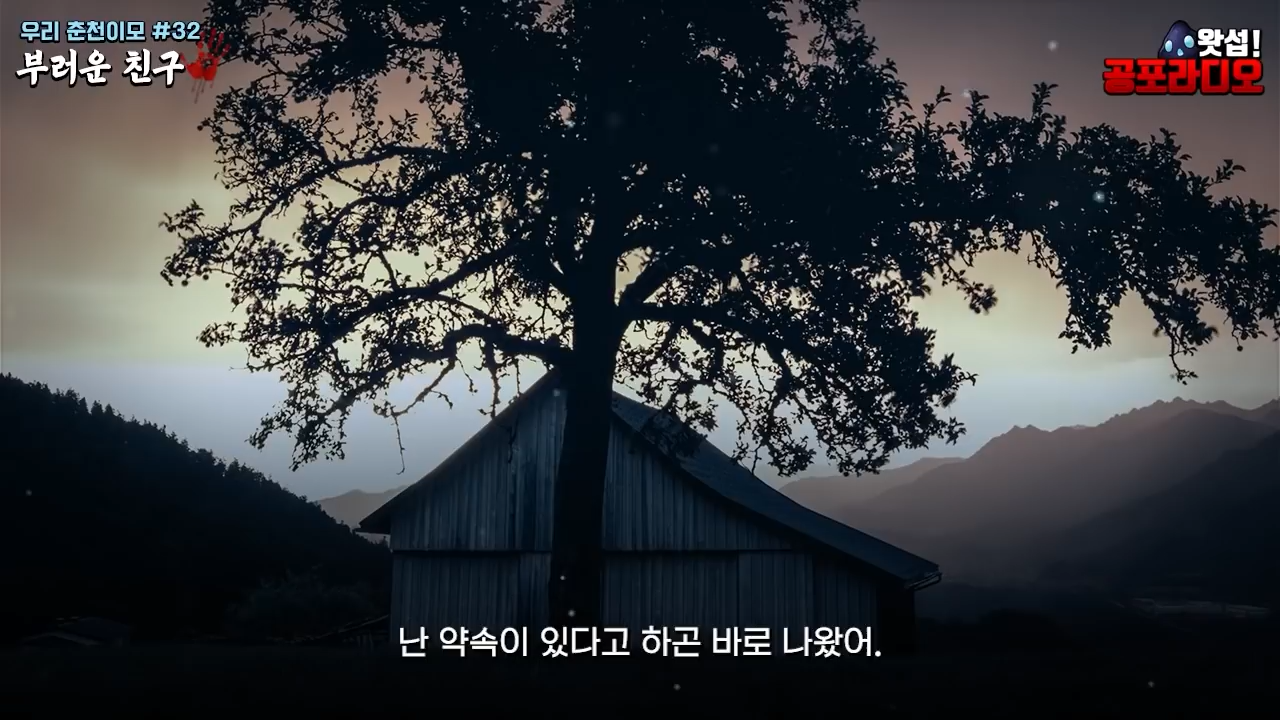 우리 춘천이모 #32
부러운 친구
왓섭!
공포라디오
난 약속이 있다고 하곤 바로 나왔어.